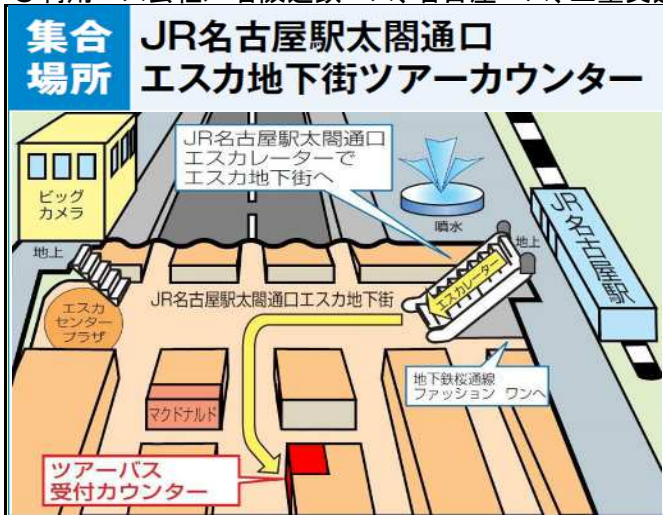 集合
場所
JR名古屋駅太閤通口
エスカ地下街ツアーカウンター
JR名古屋駅太閤通口
エスカレーターで
エスカ地下街へ
ビッグ
カメラ
噴水
JR名古屋駅
地上
地上
エスカレーター
JR名古屋駅太閤通口エスカ地下街
エスカ
センター
プラザ
地下鉄桜通線
ファッション ワンへ
マクドナルド
ツアーバス
受付カウンター